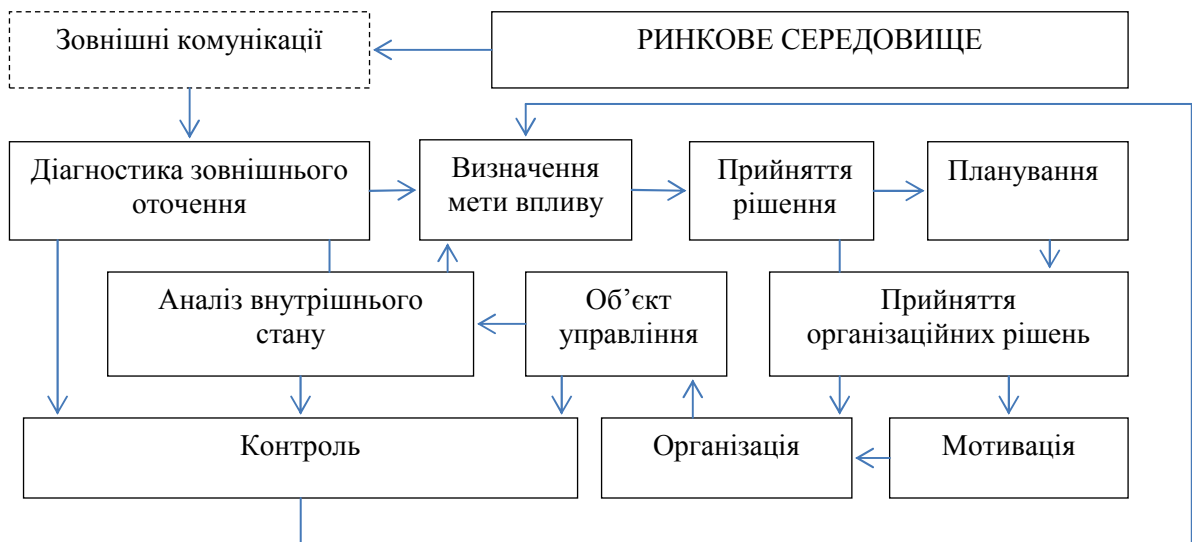 Зовнішні комунікації
РИНКОВЕ СЕРЕДОВИЩЕ
Діагностика зовнішнього
оточення
Визначення
мети впливу
Прийняття
рішення
Планування
Аналіз внутрішнього
стану
Об’єкт
управління
Прийняття
організаційних рішень
Контроль
Організація
Мотивація